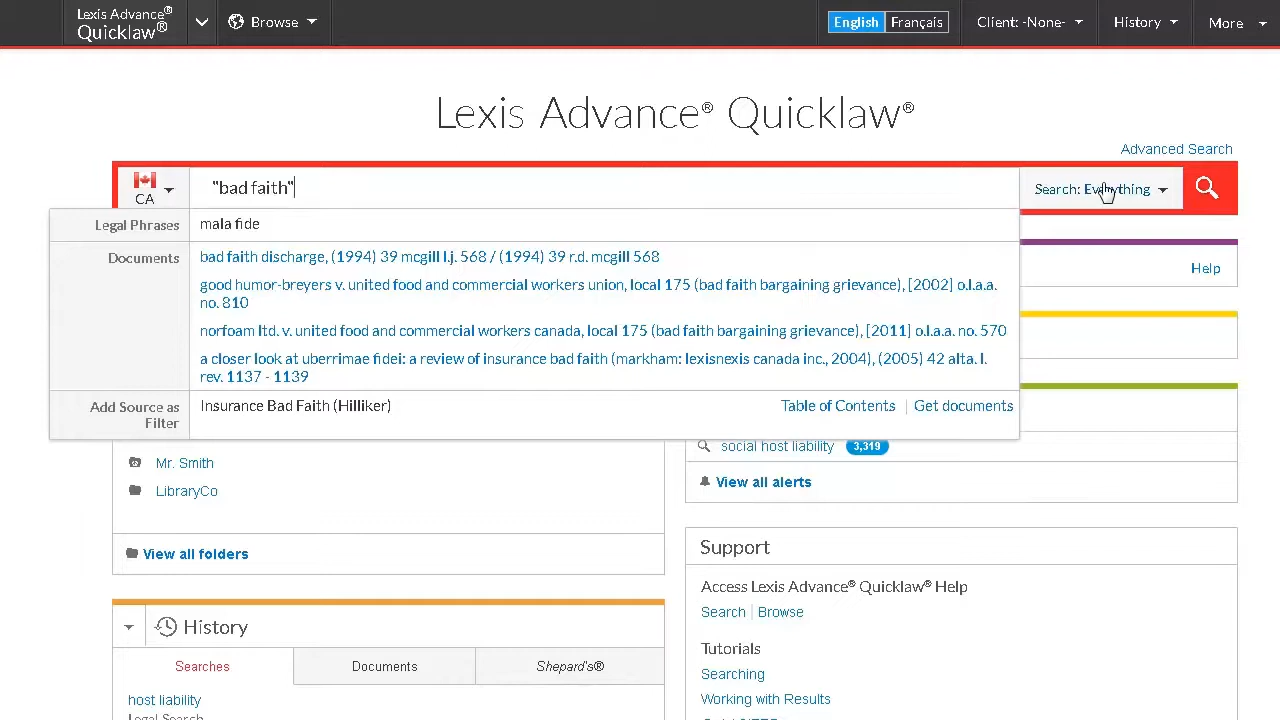 Lexis Advance®
Quicklaw®
Browse
English Français
Client: -None-
History
More
Lexis Advance® Quicklaw®
Advanced Search
CA
"bad faith"
Search: Everything
Legal Phrases
mala fide
Documents
bad faith discharge, (1994) 39 mcgill l.j. 568 / (1994) 39 r.d. mcgill 568
good humor-breyers v. united food and commercial workers union, local 175 (bad faith bargaining grievance), [2002] o.l.a.a.
no. 810
norfoam ltd. v. united food and commercial workers canada, local 175 (bad faith bargaining grievance), [2011] o.l.a.a. no. 570
a closer look at uberrimae fidei: a review of insurance bad faith (markham: lexisnexis canada inc., 2004), (2005) 42 alta. l.
rev. 1137 - 1139
Add Source as
Filter
Insurance Bad Faith (Hilliker)
Table of Contents | Get documents
Help
social host liability 3,319
View all alerts
Mr. Smith
LibraryCo
View all folders
History
Searches
Documents
Shepard's®
host liability
Legal Search
Support
Access Lexis Advance® Quicklaw® Help
Search | Browse
Tutorials
Searching
Working with Results